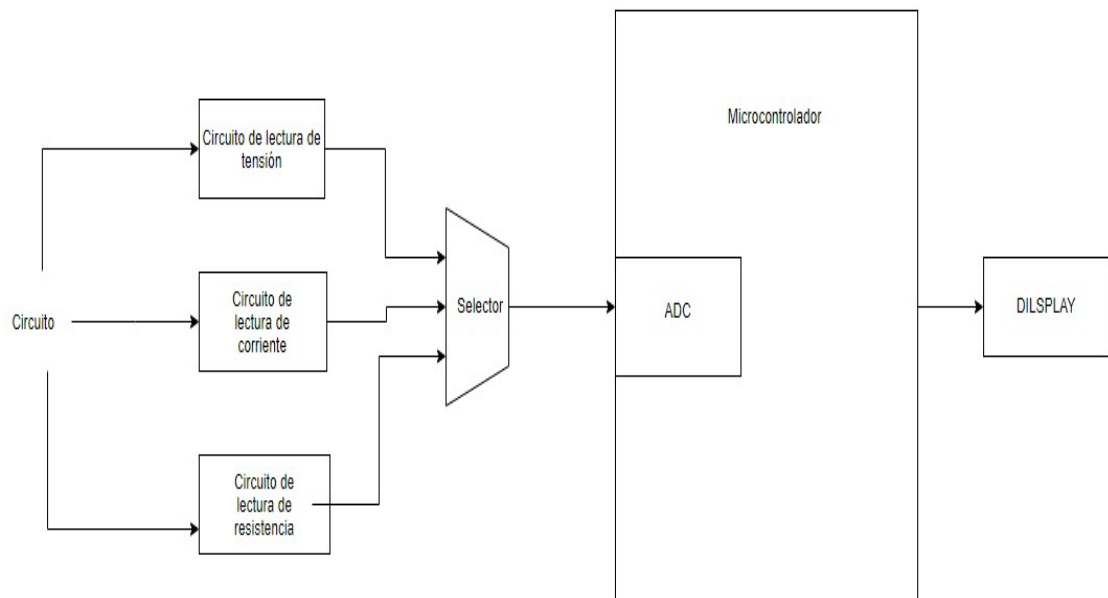 Circuito
Circuito de lectura de
tensión
Circuito de
lectura de
corriente
Circuito de
lectura de
resistencia
Selector
Microcontrolador
ADC
DILSPLAY